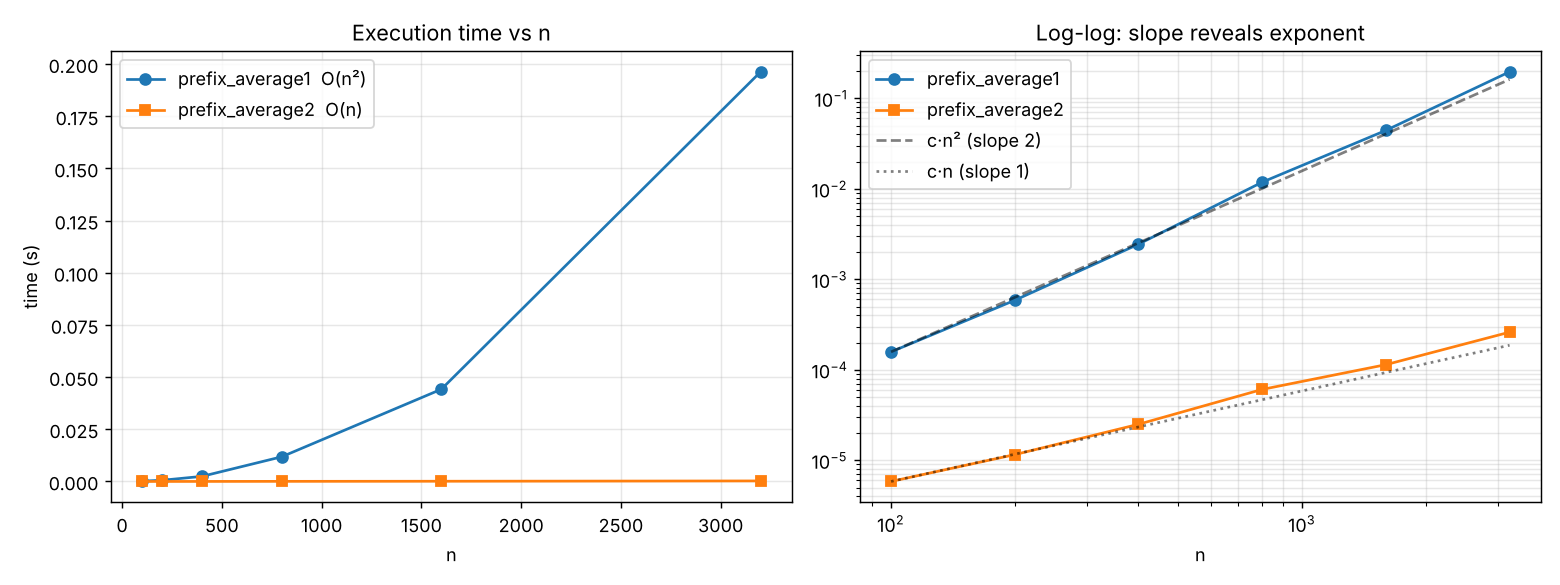 Execution time vs n
prefix_average1 O(n²)
prefix_average2 O(n)
0.200
0.175
0.150
0.125
0.100
0.075
0.050
0.025
0.000
time (s)
0 500 1000 1500 2000 2500 3000
n
Log-log: slope reveals exponent
prefix_average1
prefix_average2
c·n² (slope 2)
c·n (slope 1)
10⁻¹
10⁻²
10⁻³
10⁻⁴
10⁻⁵
10² 10³
n